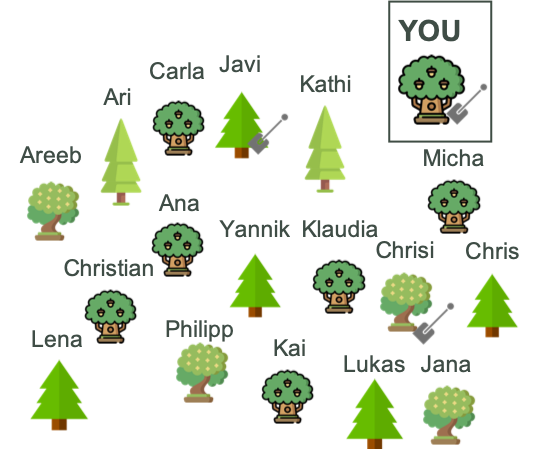 YOU
Carla
Javi
Kathi
Ari
Micha
Areeb
Ana
Yannik
Klaudia
Chrisi
Chris
Christian
Lena
Philipp
Kai
Lukas
Jana